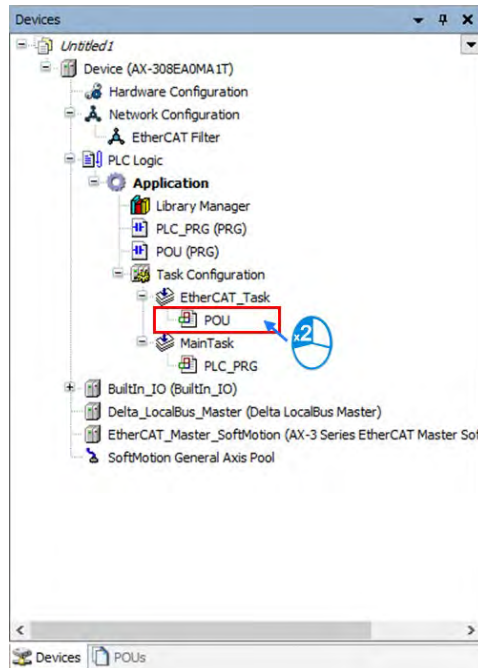 Devices
Untitled1
Device (AX-308EA0MA1T)
Hardware Configuration
Network Configuration
EtherCAT Filter
PLC Logic
Application
Library Manager
PLC_PRG (PRG)
POU (PRG)
Task Configuration
EtherCAT_Task
POU
x2
MainTask
PLC_PRG
BuiltIn_IO (BuiltIn_IO)
Delta_LocalBus_Master (Delta LocalBus Master)
EtherCAT_Master_SoftMotion (AX-3 Series EtherCAT Master Sof
SoftMotion General Axis Pool
Devices POUs